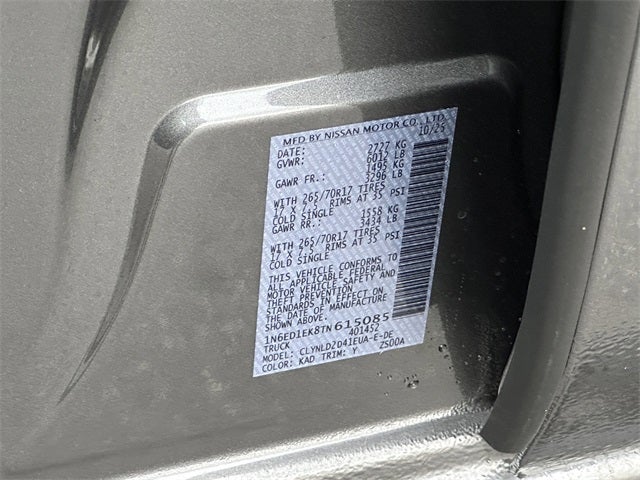 MFD BY NISSAN MOTOR CO., LTD.
DATE: 10/25
GVWR: 2727 KG
6012 LB
GAWR FR.: 1495 KG
3296 LB
WITH 265/70R17 TIRES
17 X 7.5 RIMS AT 35 PSI
COLD SINGLE
GAWR RR.: 1558 KG
3434 LB
WITH 265/70R17 TIRES
17 X 7.5 RIMS AT 35 PSI
COLD SINGLE
THIS VEHICLE CONFORMS TO
ALL APPLICABLE FEDERAL
MOTOR VEHICLE SAFETY AND
THEFT PREVENTION
STANDARDS IN EFFECT ON
THE DATE OF MANUFACTURE
SHOWN ABOVE.
1N6ED1EK8TN615085
TRUCK 401452
MODEL: CLYNLD2D41EUA-E-DE
COLOR: KAD TRIM: Y ZS00A